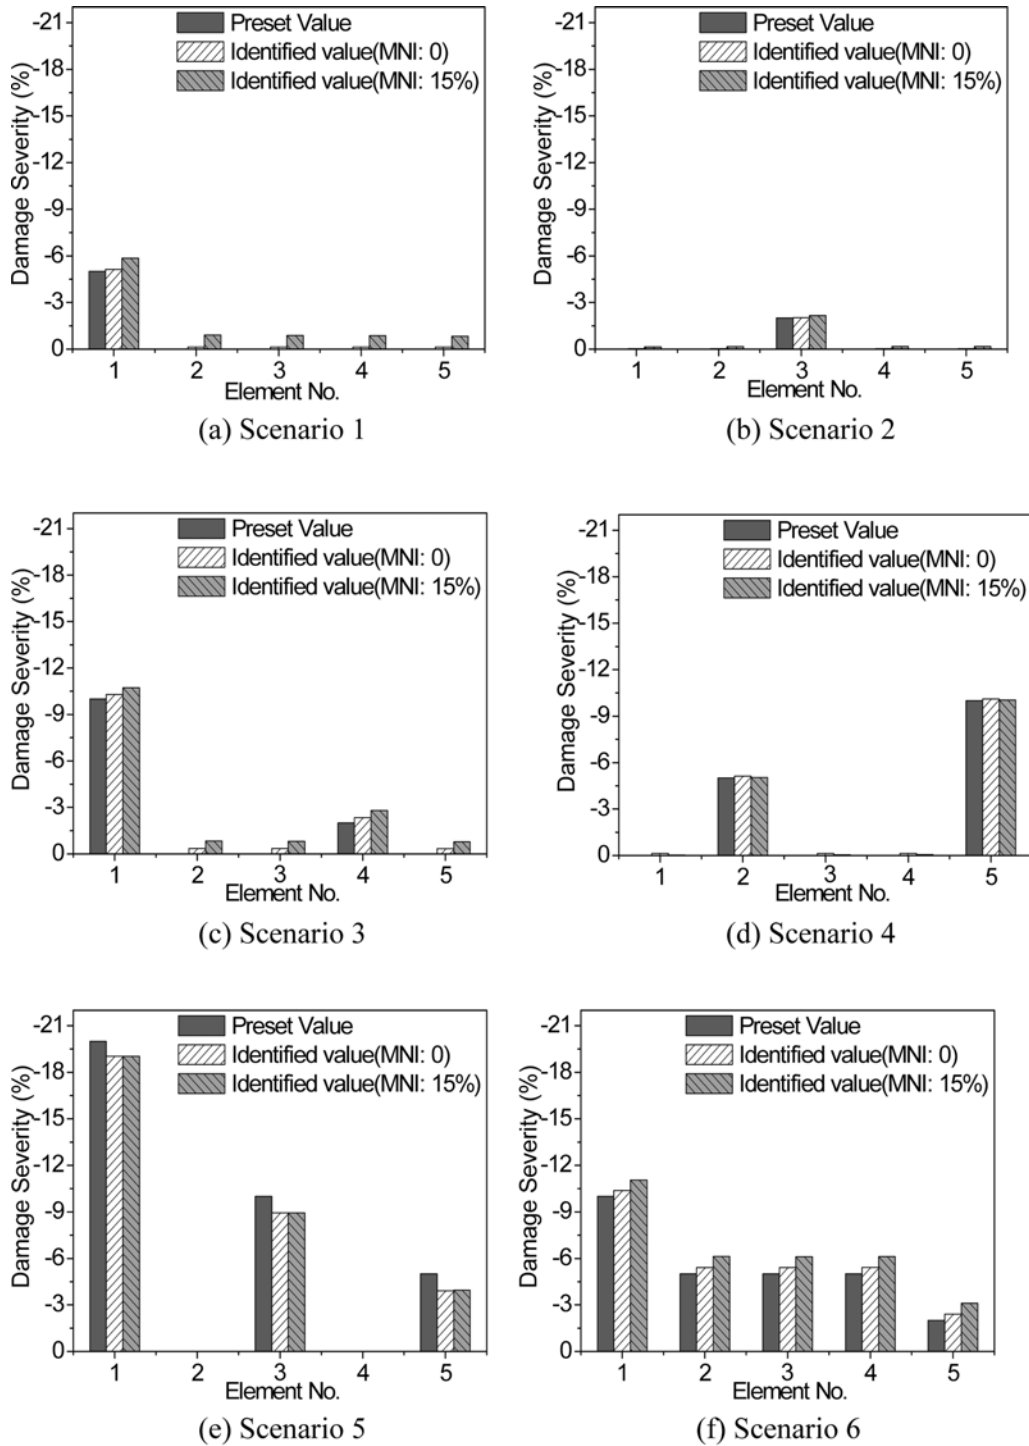 -21
-18
-15
-12
-9
-6
-3
0
Damage Severity (%)
Preset Value
Identified value(MNI: 0)
Identified value(MNI: 15%)
1 2 3 4 5
Element No.
(a) Scenario 1
-21
-18
-15
-12
-9
-6
-3
0
Damage Severity (%)
Preset Value
Identified value(MNI: 0)
Identified value(MNI: 15%)
1 2 3 4 5
Element No.
(b) Scenario 2
-21
-18
-15
-12
-9
-6
-3
0
Damage Severity (%)
Preset Value
Identified value(MNI: 0)
Identified value(MNI: 15%)
1 2 3 4 5
Element No.
(c) Scenario 3
-21
-18
-15
-12
-9
-6
-3
0
Damage Severity (%)
Preset Value
Identified value(MNI: 0)
Identified value(MNI: 15%)
1 2 3 4 5
Element No.
(d) Scenario 4
-21
-18
-15
-12
-9
-6
-3
0
Damage Severity (%)
Preset Value
Identified value(MNI: 0)
Identified value(MNI: 15%)
1 2 3 4 5
Element No.
(e) Scenario 5
-21
-18
-15
-12
-9
-6
-3
0
Damage Severity (%)
Preset Value
Identified value(MNI: 0)
Identified value(MNI: 15%)
1 2 3 4 5
Element No.
(f) Scenario 6